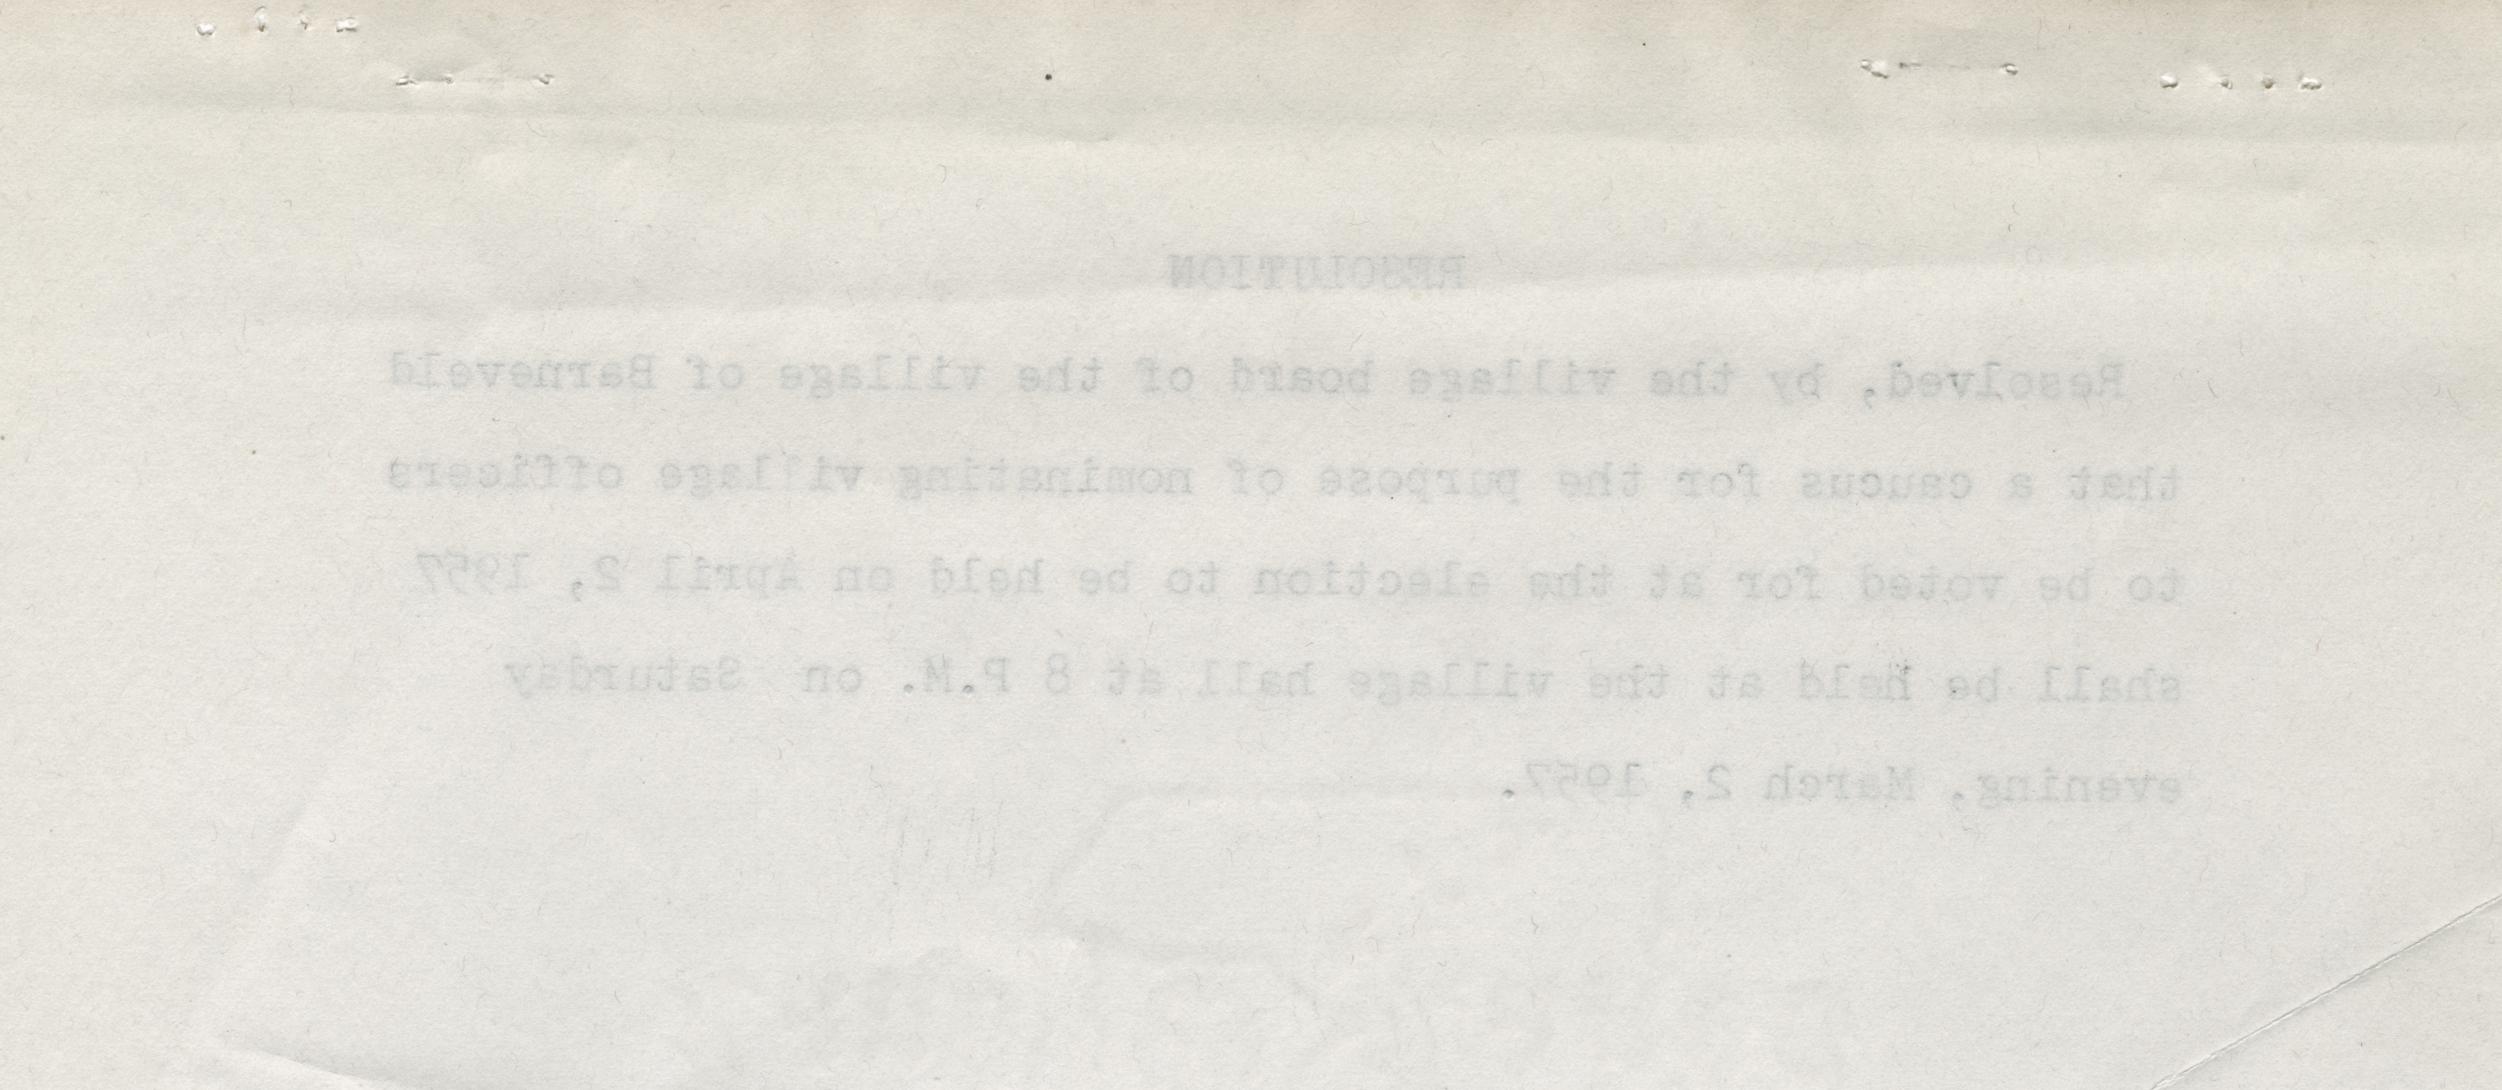 RESOLUTION
Resolved, by the village board of the village of Barneveld
that a caucus for the purpose of nominating village officers
to be voted for at the election to be held on April 2, 1957
shall be held at the village hall at 8 P.M. on Saturday
evening, March 2, 1957.